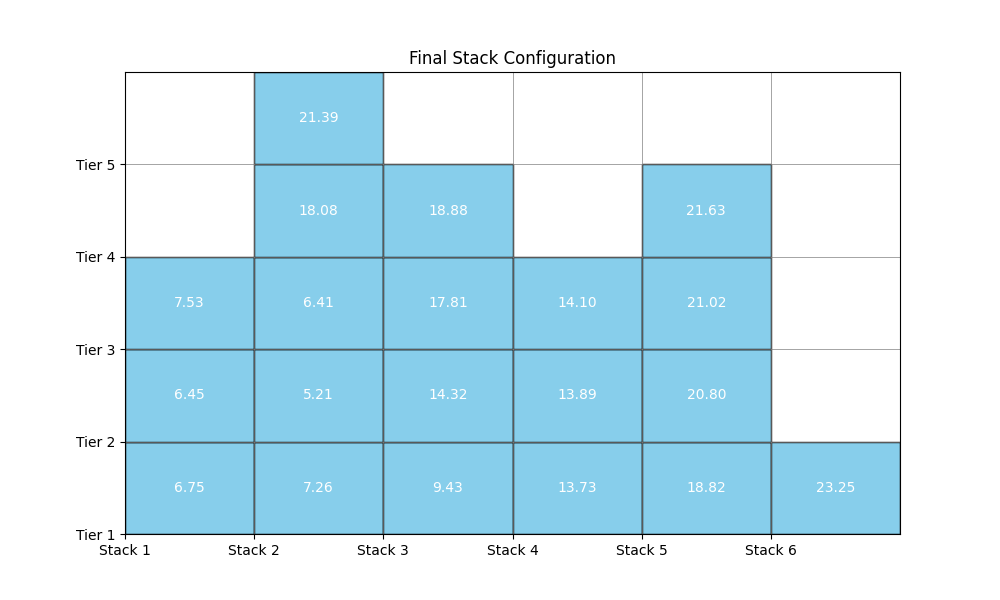 Final Stack Configuration
21.39
Tier 5
18.08 18.88 21.63
Tier 4
7.53 6.41 17.81 14.10 21.02
Tier 3
6.45 5.21 14.32 13.89 20.80
Tier 2
6.75 7.26 9.43 13.73 18.82 23.25
Tier 1
Stack 1 Stack 2 Stack 3 Stack 4 Stack 5 Stack 6